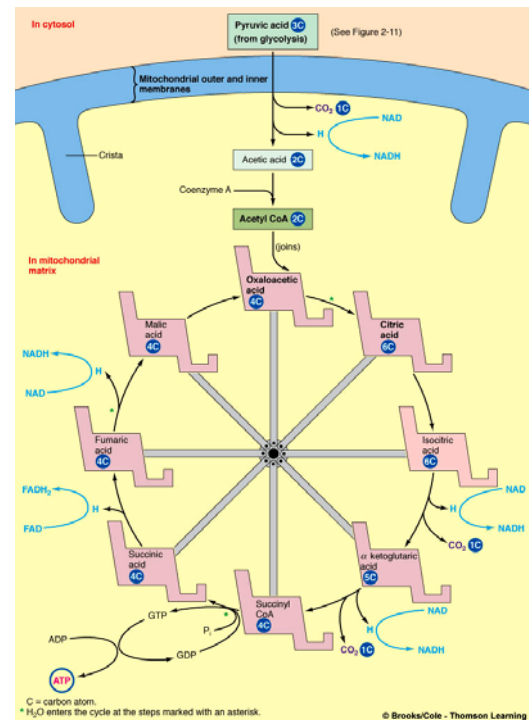 In cytosol
Pyruvic acid 3C
(from glycolysis)
(See Figure 2-11)
Mitochondrial outer and inner
membranes
CO₂ 1C
H
NAD
NADH
Crista
Acetic acid 2C
Coenzyme A
Acetyl CoA 2C
(joins)
In mitochondrial
matrix
Oxaloacetic
acid
4C
*
Citric
acid
6C
Isocitric
acid
6C
NAD
H
NADH
CO₂ 1C
α ketoglutaric
acid
5C
NAD
H
NADH
CO₂ 1C
Succinyl
CoA
4C
*
GTP
Pᵢ
GDP
ADP
ATP
Succinic
acid
4C
FADH₂
H
FAD
Fumaric
acid
4C
*
NADH
H
NAD
Malic
acid
4C
C = carbon atom.
* H₂O enters the cycle at the steps marked with an asterisk.
© Brooks/Cole - Thomson Learning